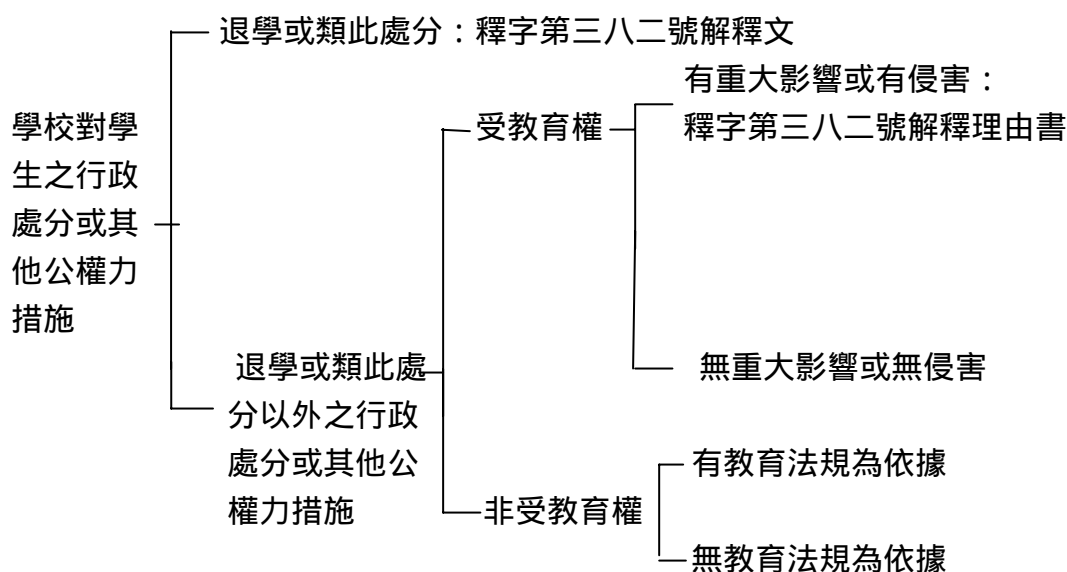 學校對學
生之行政
處分或其
他公權力
措施
退學或類此處分：釋字第三八二號解釋文
退學或類此處
分以外之行政
處分或其他公
權力措施
受教育權
有重大影響或有侵害：
釋字第三八二號解釋理由書
無重大影響或無侵害
非受教育權
有教育法規為依據
無教育法規為依據